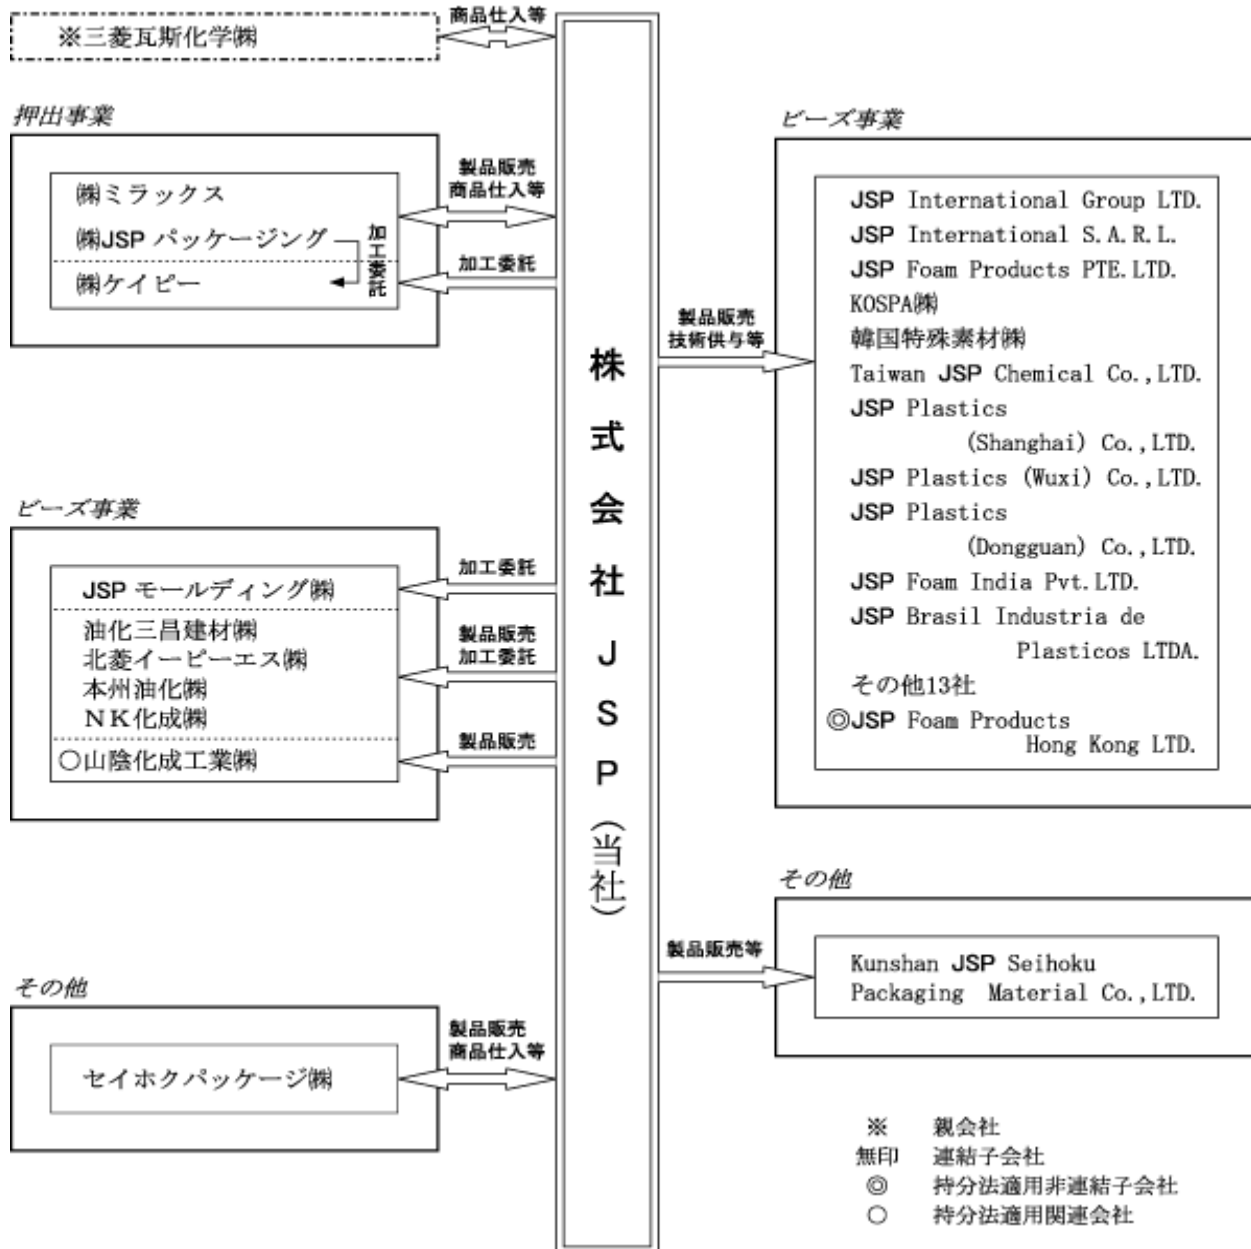 商品仕入等
※三菱瓦斯化学㈱
押出事業
㈱ミラックス
㈱JSP パッケージング
㈱ケイピー
加工委託
製品販売
商品仕入等
加工委託
ビーズ事業
JSP モールディング㈱
油化三昌建材㈱
北菱イーピーエス㈱
本州油化㈱
ＮＫ化成㈱
○山陰化成工業㈱
加工委託
製品販売
加工委託
製品販売
その他
セイホクパッケージ㈱
製品販売
商品仕入等
株式会社ＪＳＰ(当社)
製品販売
技術供与等
ビーズ事業
JSP International Group LTD.
JSP International S.A.R.L.
JSP Foam Products PTE.LTD.
KOSPA㈱
韓国特殊素材㈱
Taiwan JSP Chemical Co.,LTD.
JSP Plastics
(Shanghai) Co.,LTD.
JSP Plastics (Wuxi) Co.,LTD.
JSP Plastics
(Dongguan) Co.,LTD.
JSP Foam India Pvt.LTD.
JSP Brasil Industria de
Plasticos LTDA.
その他13社
◎JSP Foam Products
Hong Kong LTD.
製品販売等
その他
Kunshan JSP Seihoku
Packaging Material Co.,LTD.
※ 親会社
無印 連結子会社
◎ 持分法適用非連結子会社
○ 持分法適用関連会社